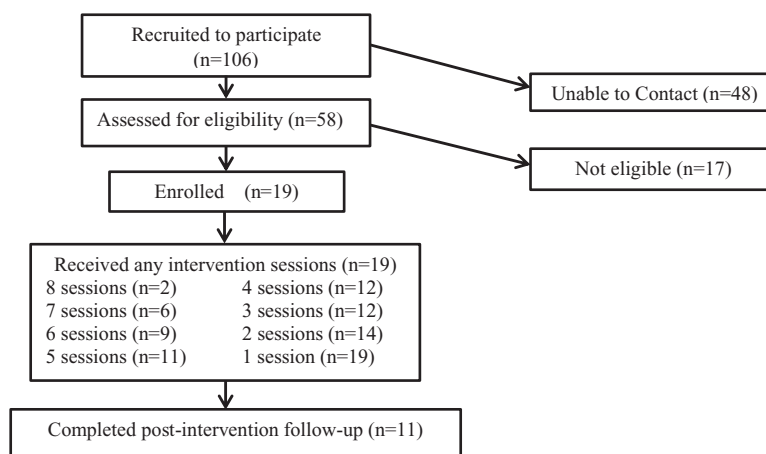 Recruited to participate
(n=106)
Unable to Contact (n=48)
Assessed for eligibility (n=58)
Not eligible (n=17)
Enrolled (n=19)
Received any intervention sessions (n=19)
8 sessions (n=2) 4 sessions (n=12)
7 sessions (n=6) 3 sessions (n=12)
6 sessions (n=9) 2 sessions (n=14)
5 sessions (n=11) 1 session (n=19)
Completed post-intervention follow-up (n=11)